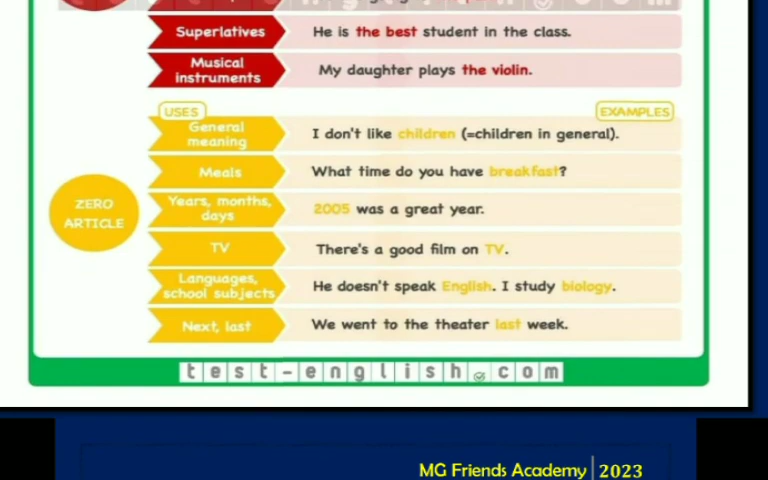 Superlatives He is the best student in the class.
Musical
instruments My daughter plays the violin.
USES EXAMPLES
General
meaning I don't like children (=children in general).
Meals What time do you have breakfast?
ZERO
ARTICLE
Years, months,
days 2005 was a great year.
TV There's a good film on TV.
Languages,
school subjects He doesn't speak English. I study biology.
Next, last We went to the theater last week.
test-english.com
MG Friends Academy 2023